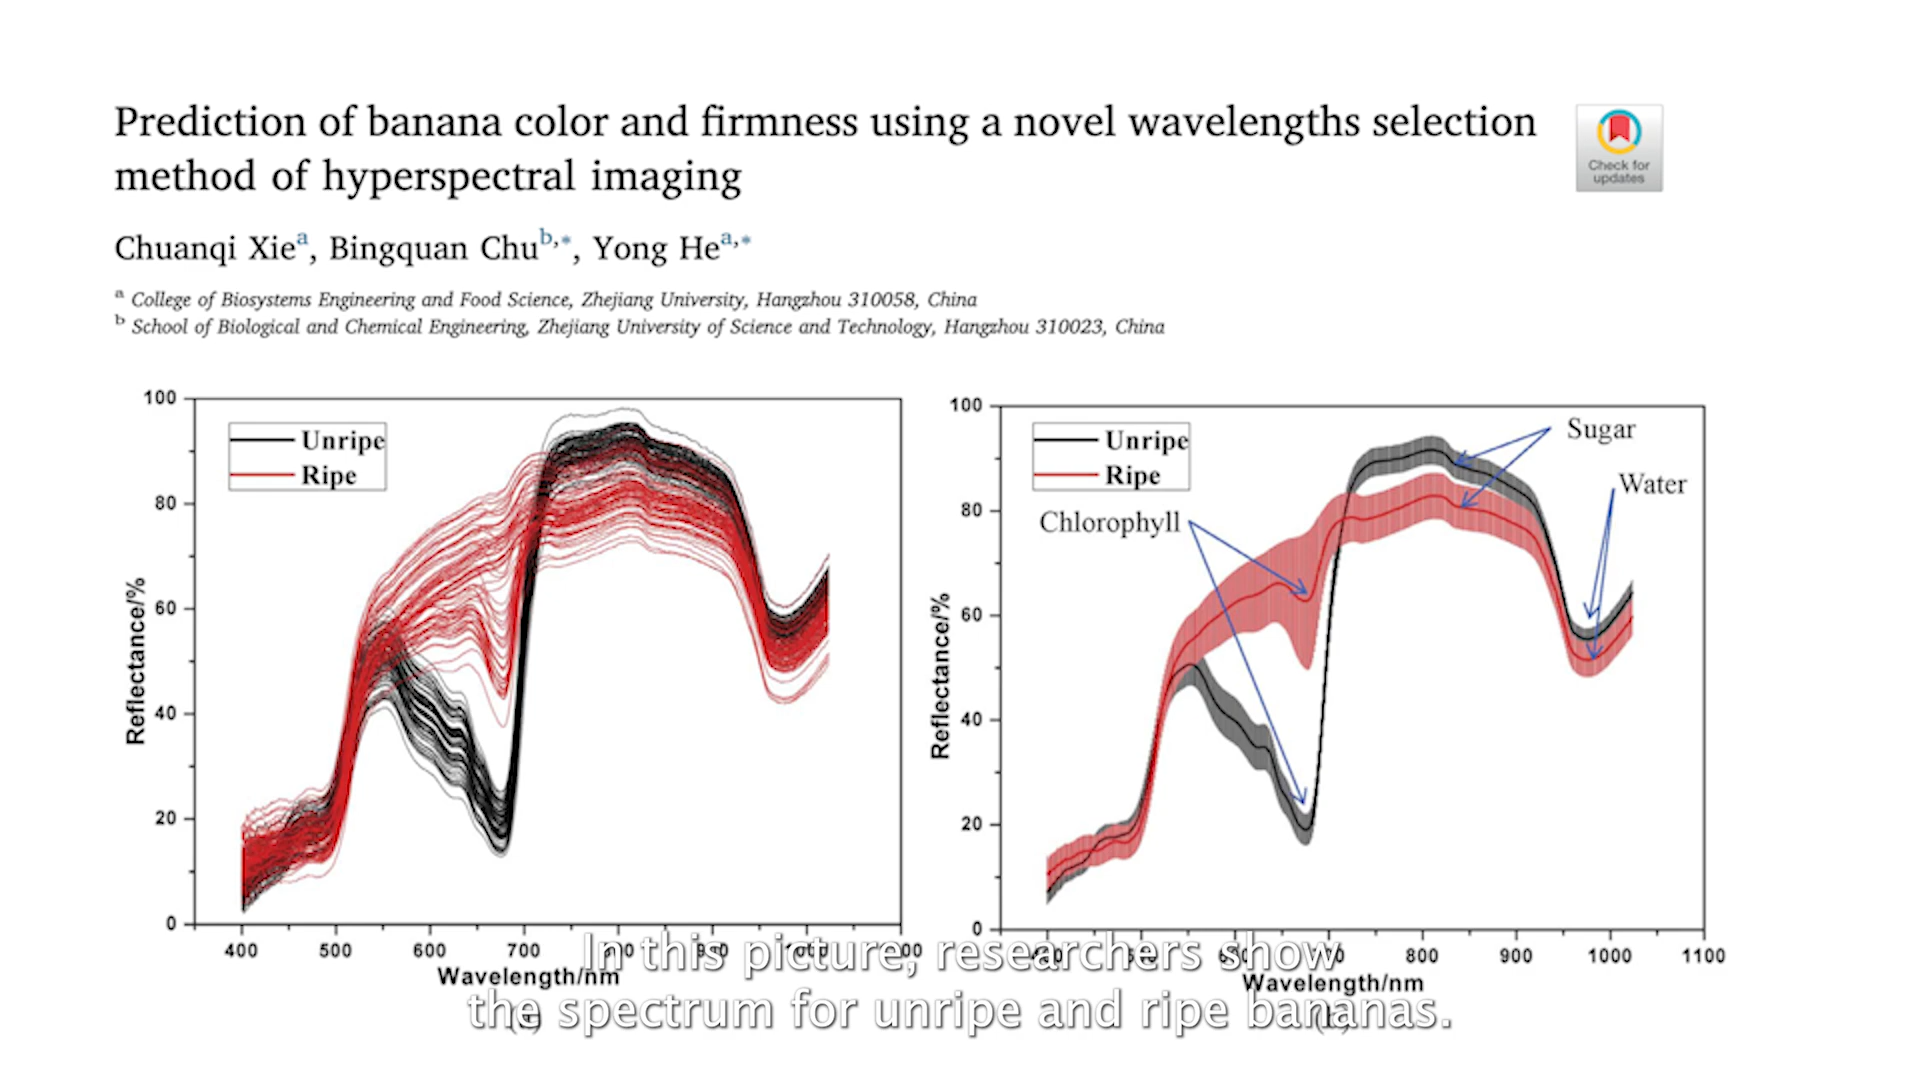 Prediction of banana color and firmness using a novel wavelengths selection
method of hyperspectral imaging
Check for
updates
Chuanqi Xieᵃ, Bingquan Chuᵇ,*, Yong Heᵃ,*
ᵃ College of Biosystems Engineering and Food Science, Zhejiang University, Hangzhou 310058, China
ᵇ School of Biological and Chemical Engineering, Zhejiang University of Science and Technology, Hangzhou 310023, China
100
80
60
40
20
0
Reflectance/%
Unripe
Ripe
400 500 600 700
Wavelength/nm
100
80
60
40
20
0
Reflectance/%
Unripe
Ripe
Chlorophyll
Sugar
Water
800 900 1000 1100
Wavelength/nm
In this picture, researchers show
the spectrum for unripe and ripe bananas.